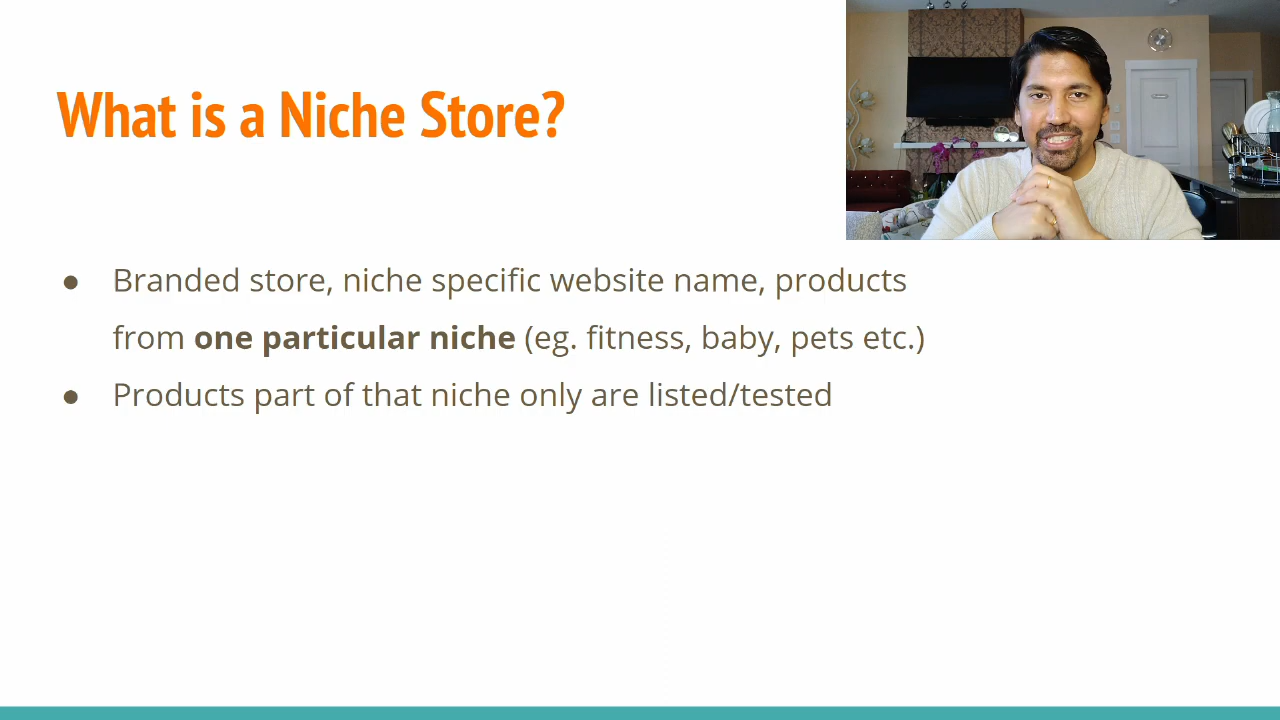 What is a Niche Store?
● Branded store, niche specific website name, products
from one particular niche (eg. fitness, baby, pets etc.)
● Products part of that niche only are listed/tested